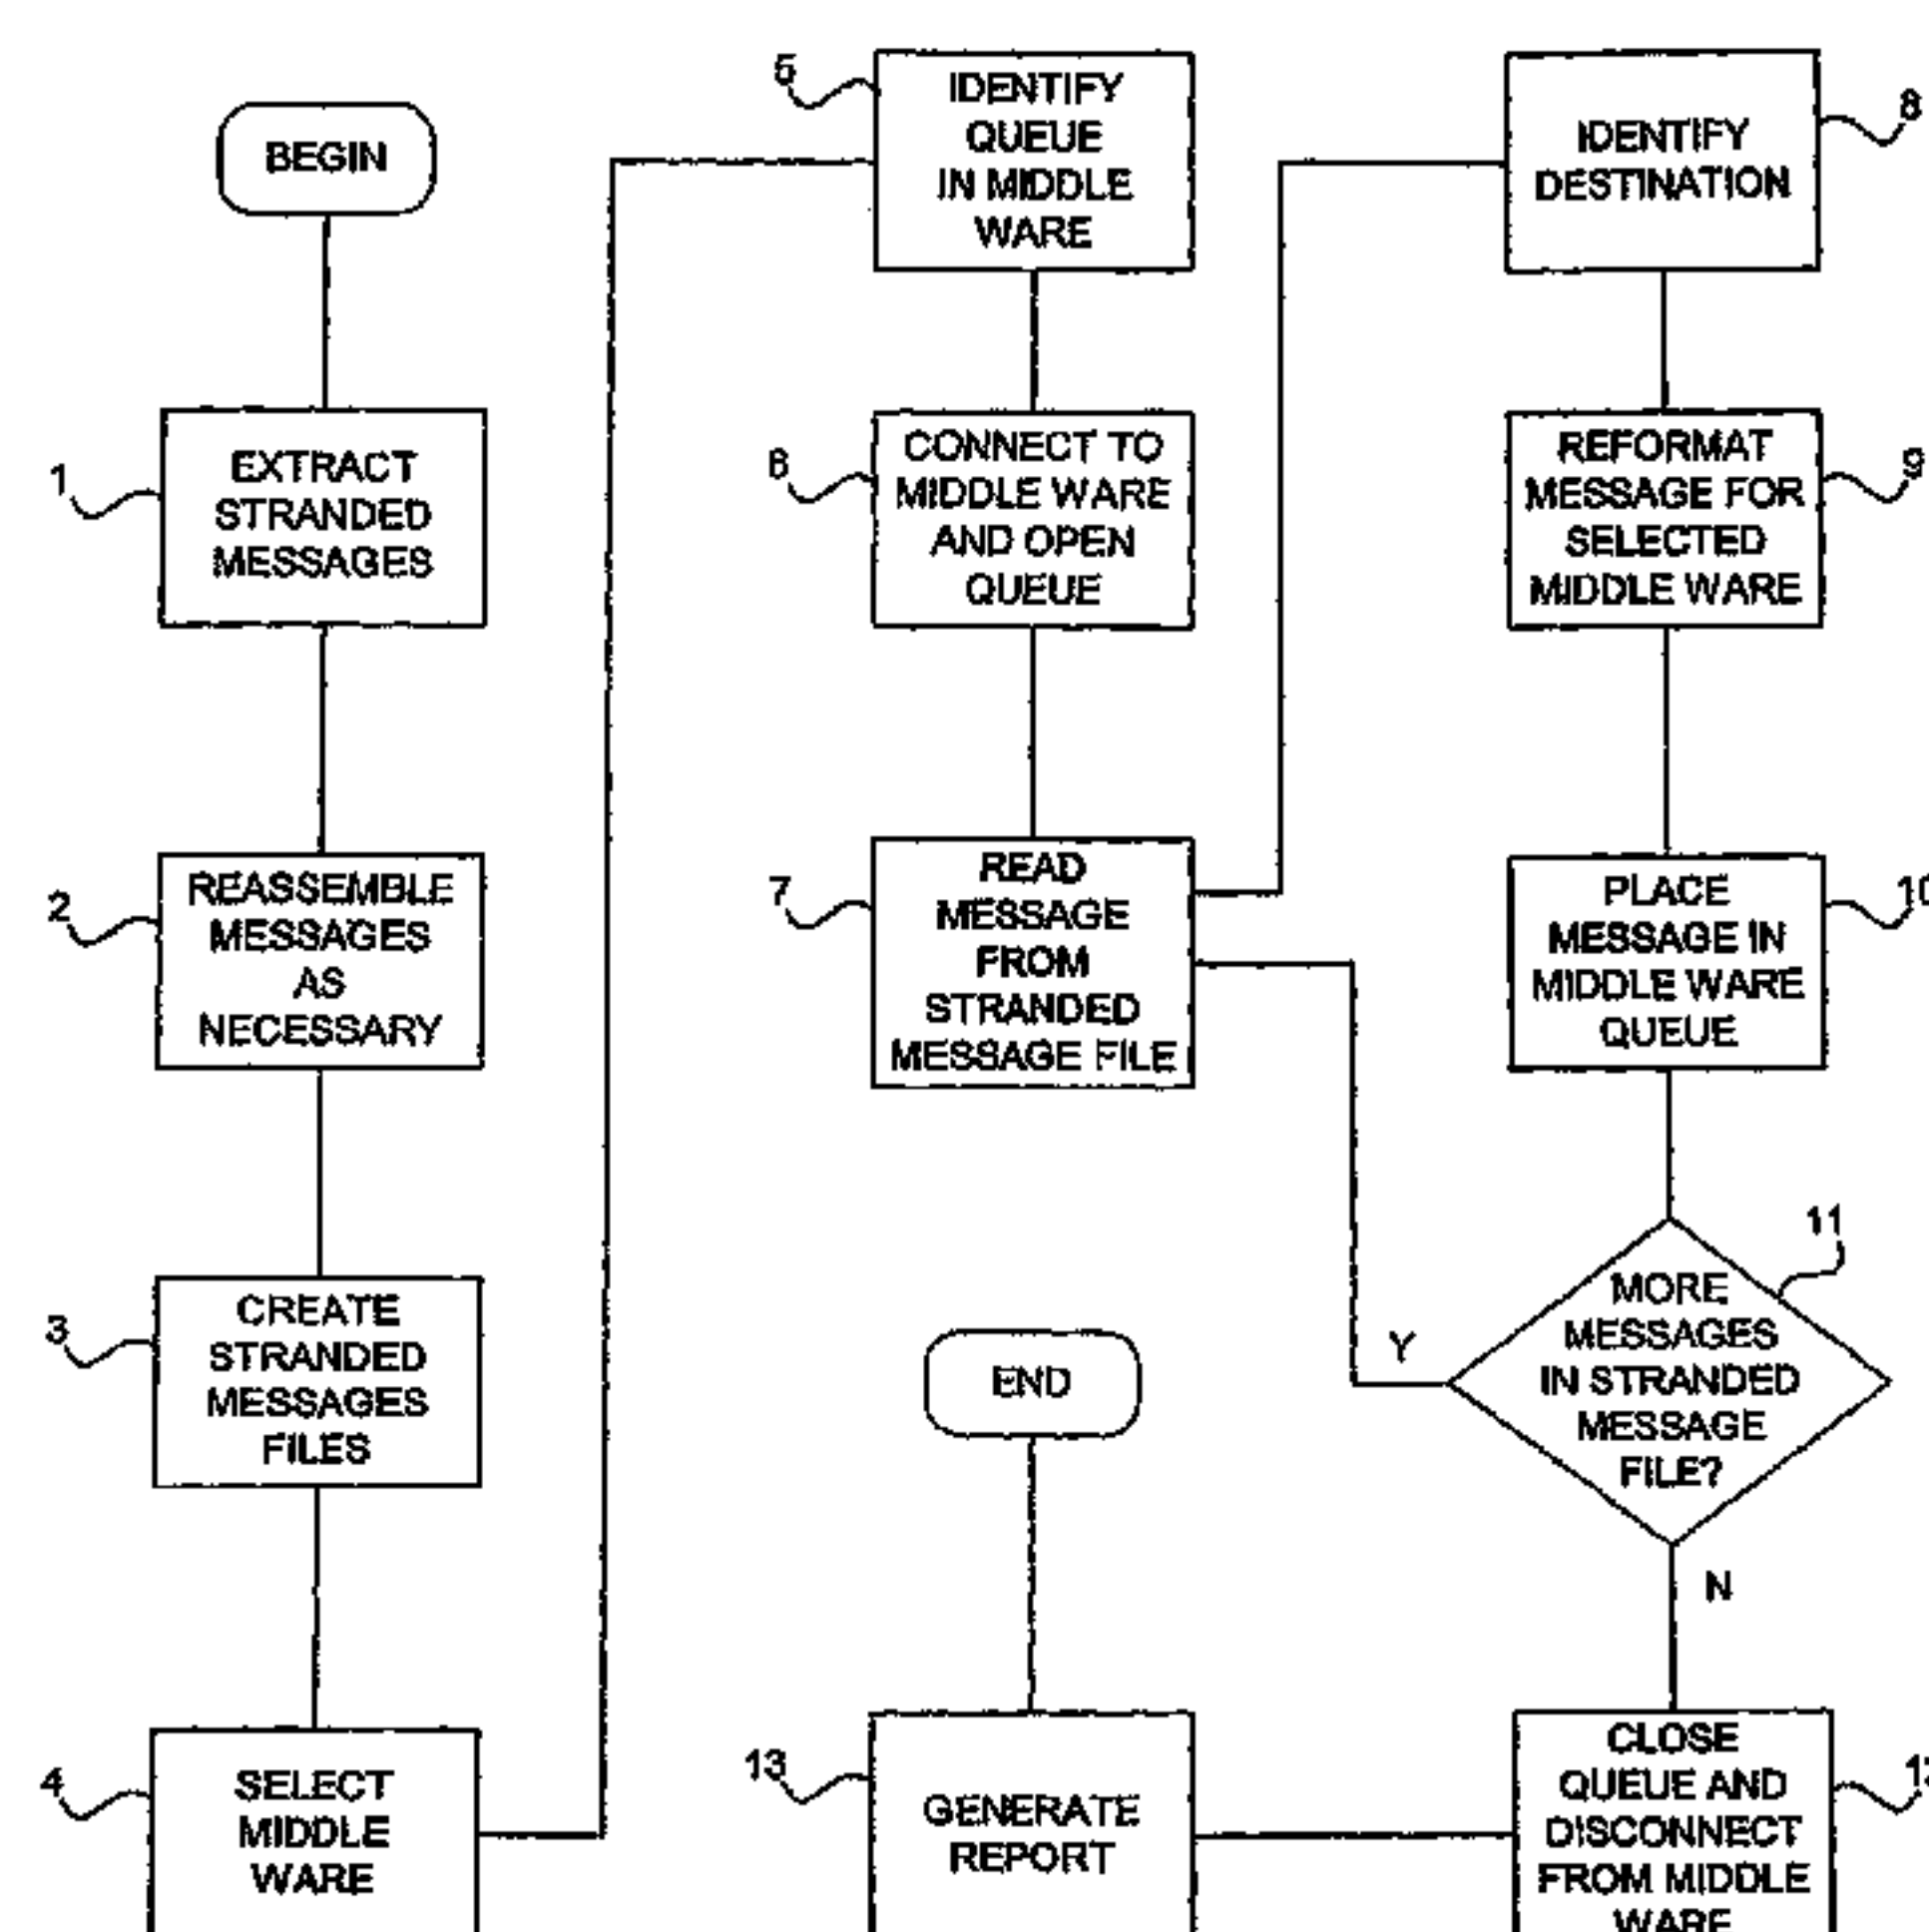 BEGIN
1
EXTRACT
STRANDED
MESSAGES
2
REASSEMBLE
MESSAGES
AS
NECESSARY
3
CREATE
STRANDED
MESSAGES
FILES
4
SELECT
MIDDLE
WARE
5
IDENTIFY
QUEUE
IN MIDDLE
WARE
6
CONNECT TO
MIDDLE WARE
AND OPEN
QUEUE
7
READ
MESSAGE
FROM
STRANDED
MESSAGE FILE
8
IDENTIFY
DESTINATION
9
REFORMAT
MESSAGE FOR
SELECTED
MIDDLE WARE
10
PLACE
MESSAGE IN
MIDDLE WARE
QUEUE
11
MORE
MESSAGES
IN STRANDED
MESSAGE
FILE?
Y
N
CLOSE
QUEUE AND
DISCONNECT
FROM MIDDLE
WARE
13
GENERATE
REPORT
END